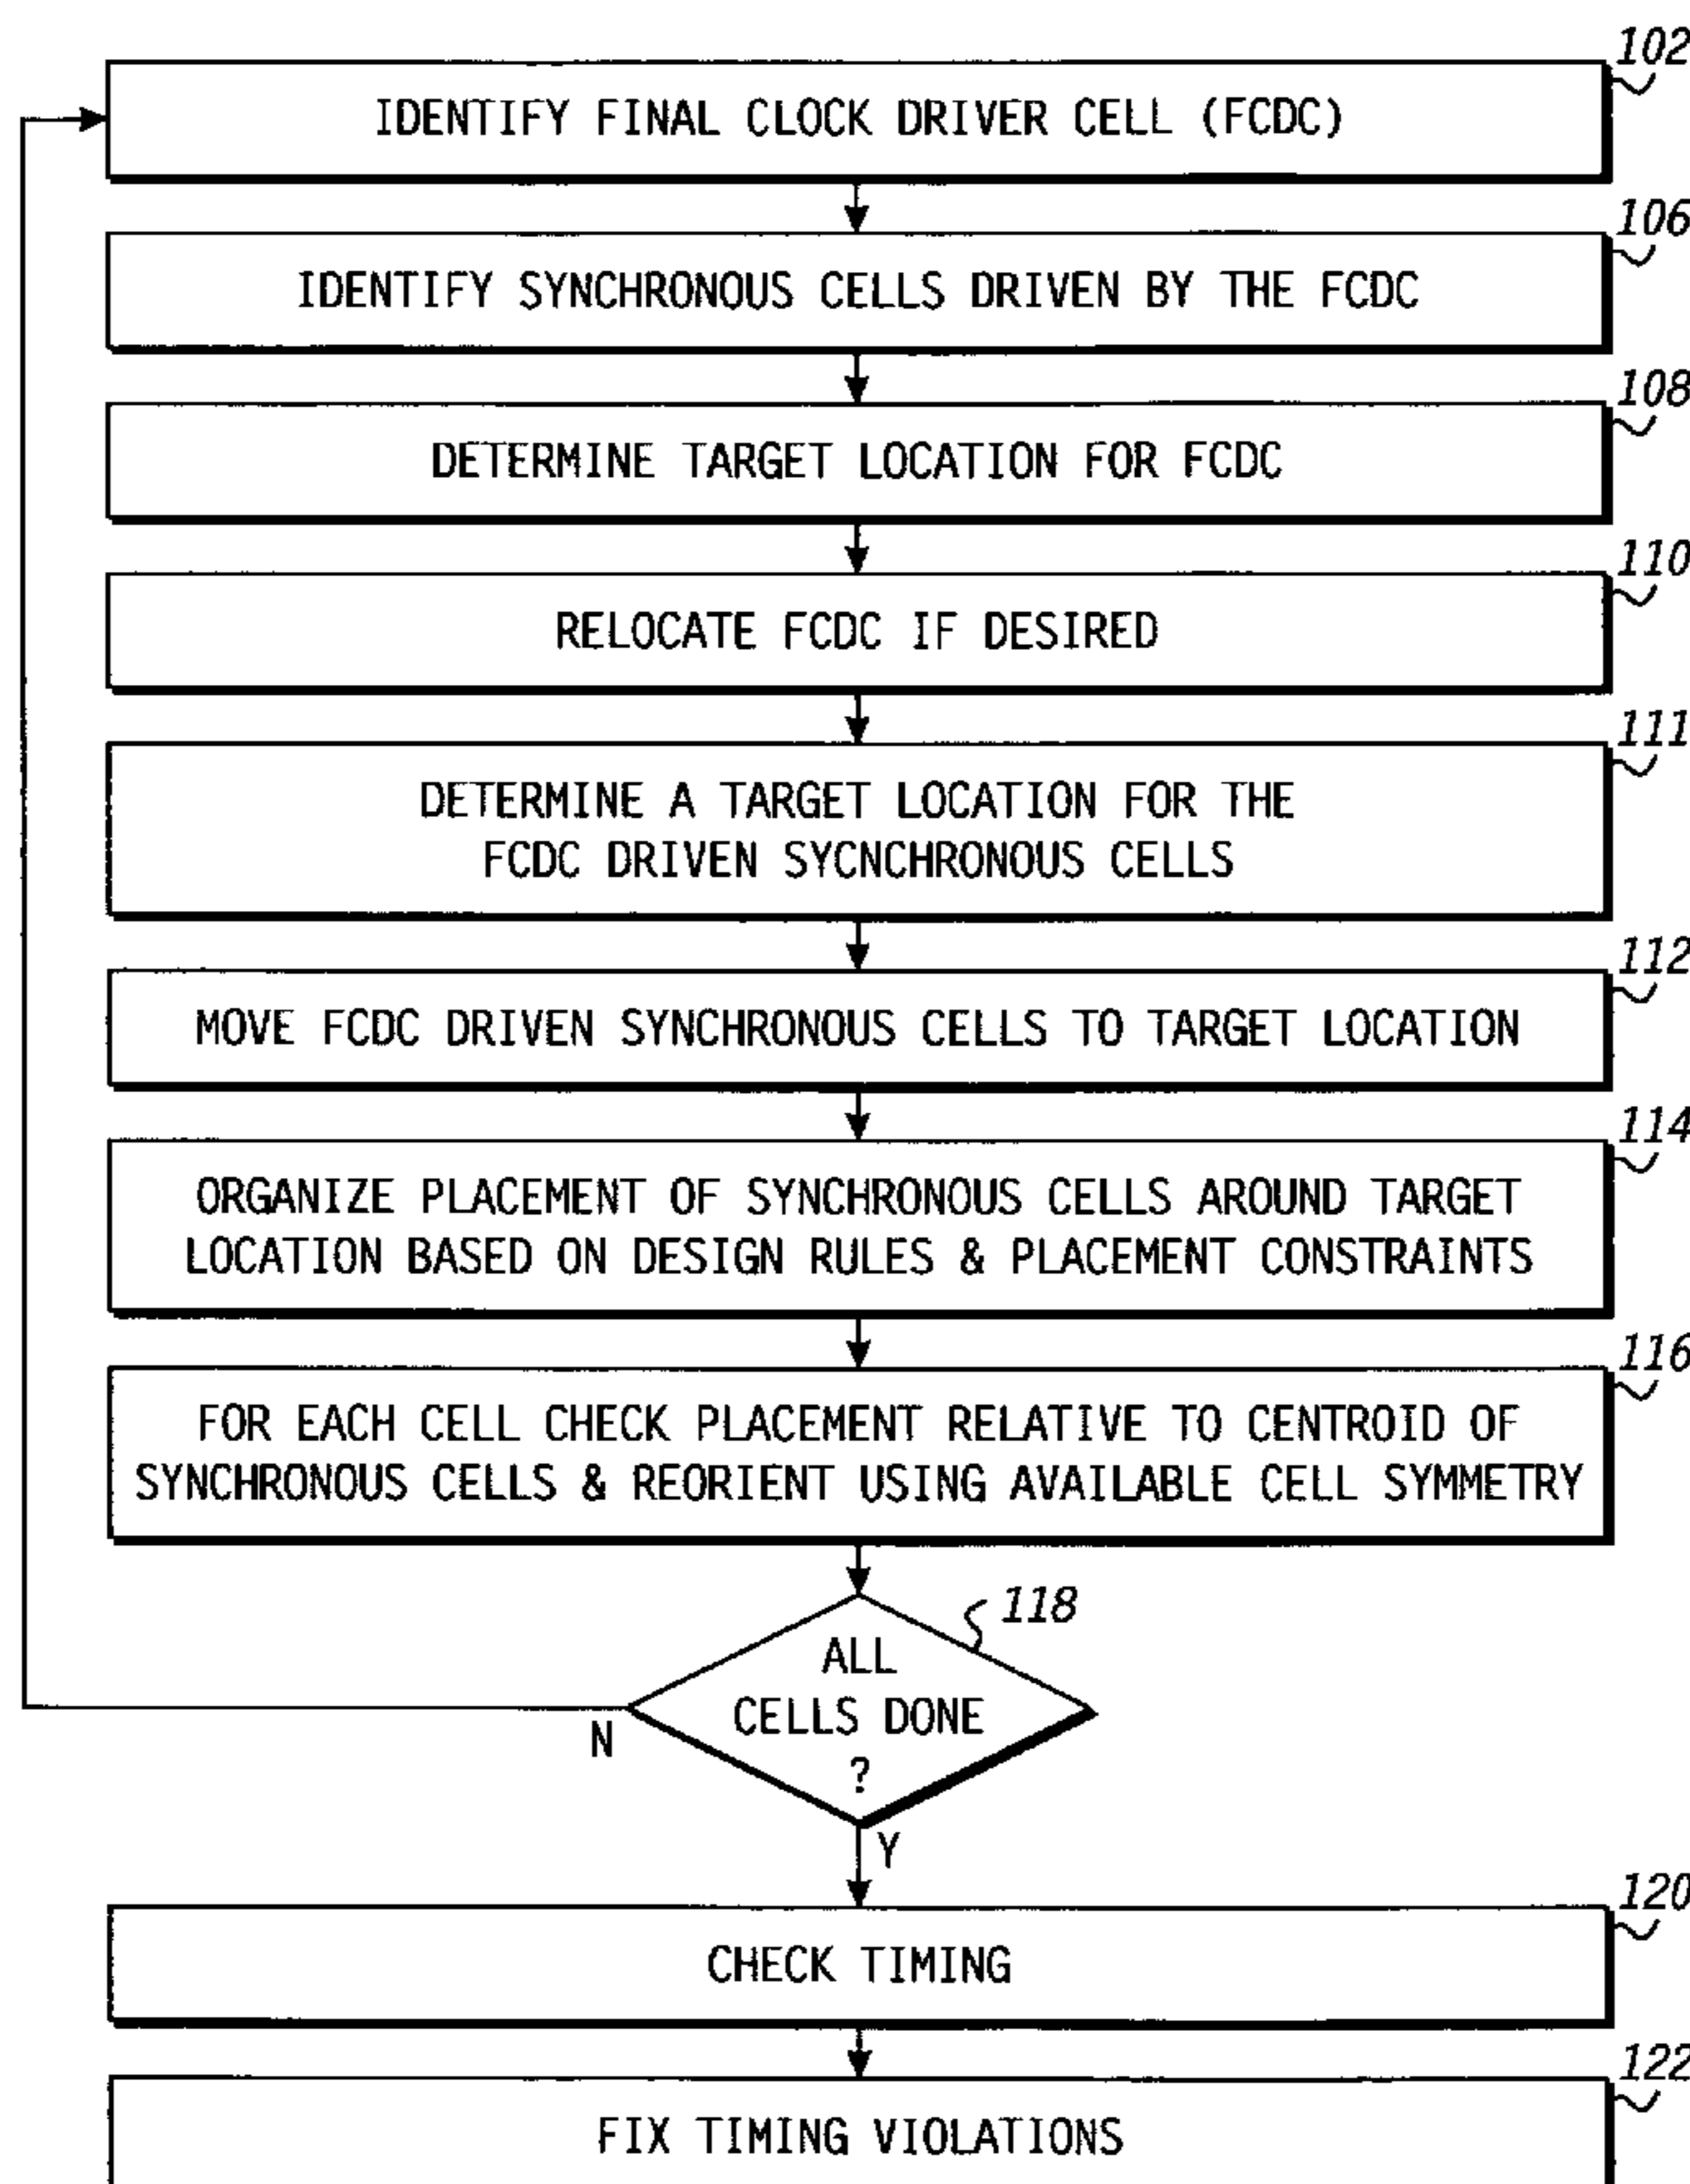 102
IDENTIFY FINAL CLOCK DRIVER CELL (FCDC)
106
IDENTIFY SYNCHRONOUS CELLS DRIVEN BY THE FCDC
108
DETERMINE TARGET LOCATION FOR FCDC
110
RELOCATE FCDC IF DESIRED
111
DETERMINE A TARGET LOCATION FOR THE
FCDC DRIVEN SYCNCHRONOUS CELLS
112
MOVE FCDC DRIVEN SYNCHRONOUS CELLS TO TARGET LOCATION
114
ORGANIZE PLACEMENT OF SYNCHRONOUS CELLS AROUND TARGET
LOCATION BASED ON DESIGN RULES & PLACEMENT CONSTRAINTS
116
FOR EACH CELL CHECK PLACEMENT RELATIVE TO CENTROID OF
SYNCHRONOUS CELLS & REORIENT USING AVAILABLE CELL SYMMETRY
118
ALL
CELLS DONE
?
N
Y
120
CHECK TIMING
122
FIX TIMING VIOLATIONS